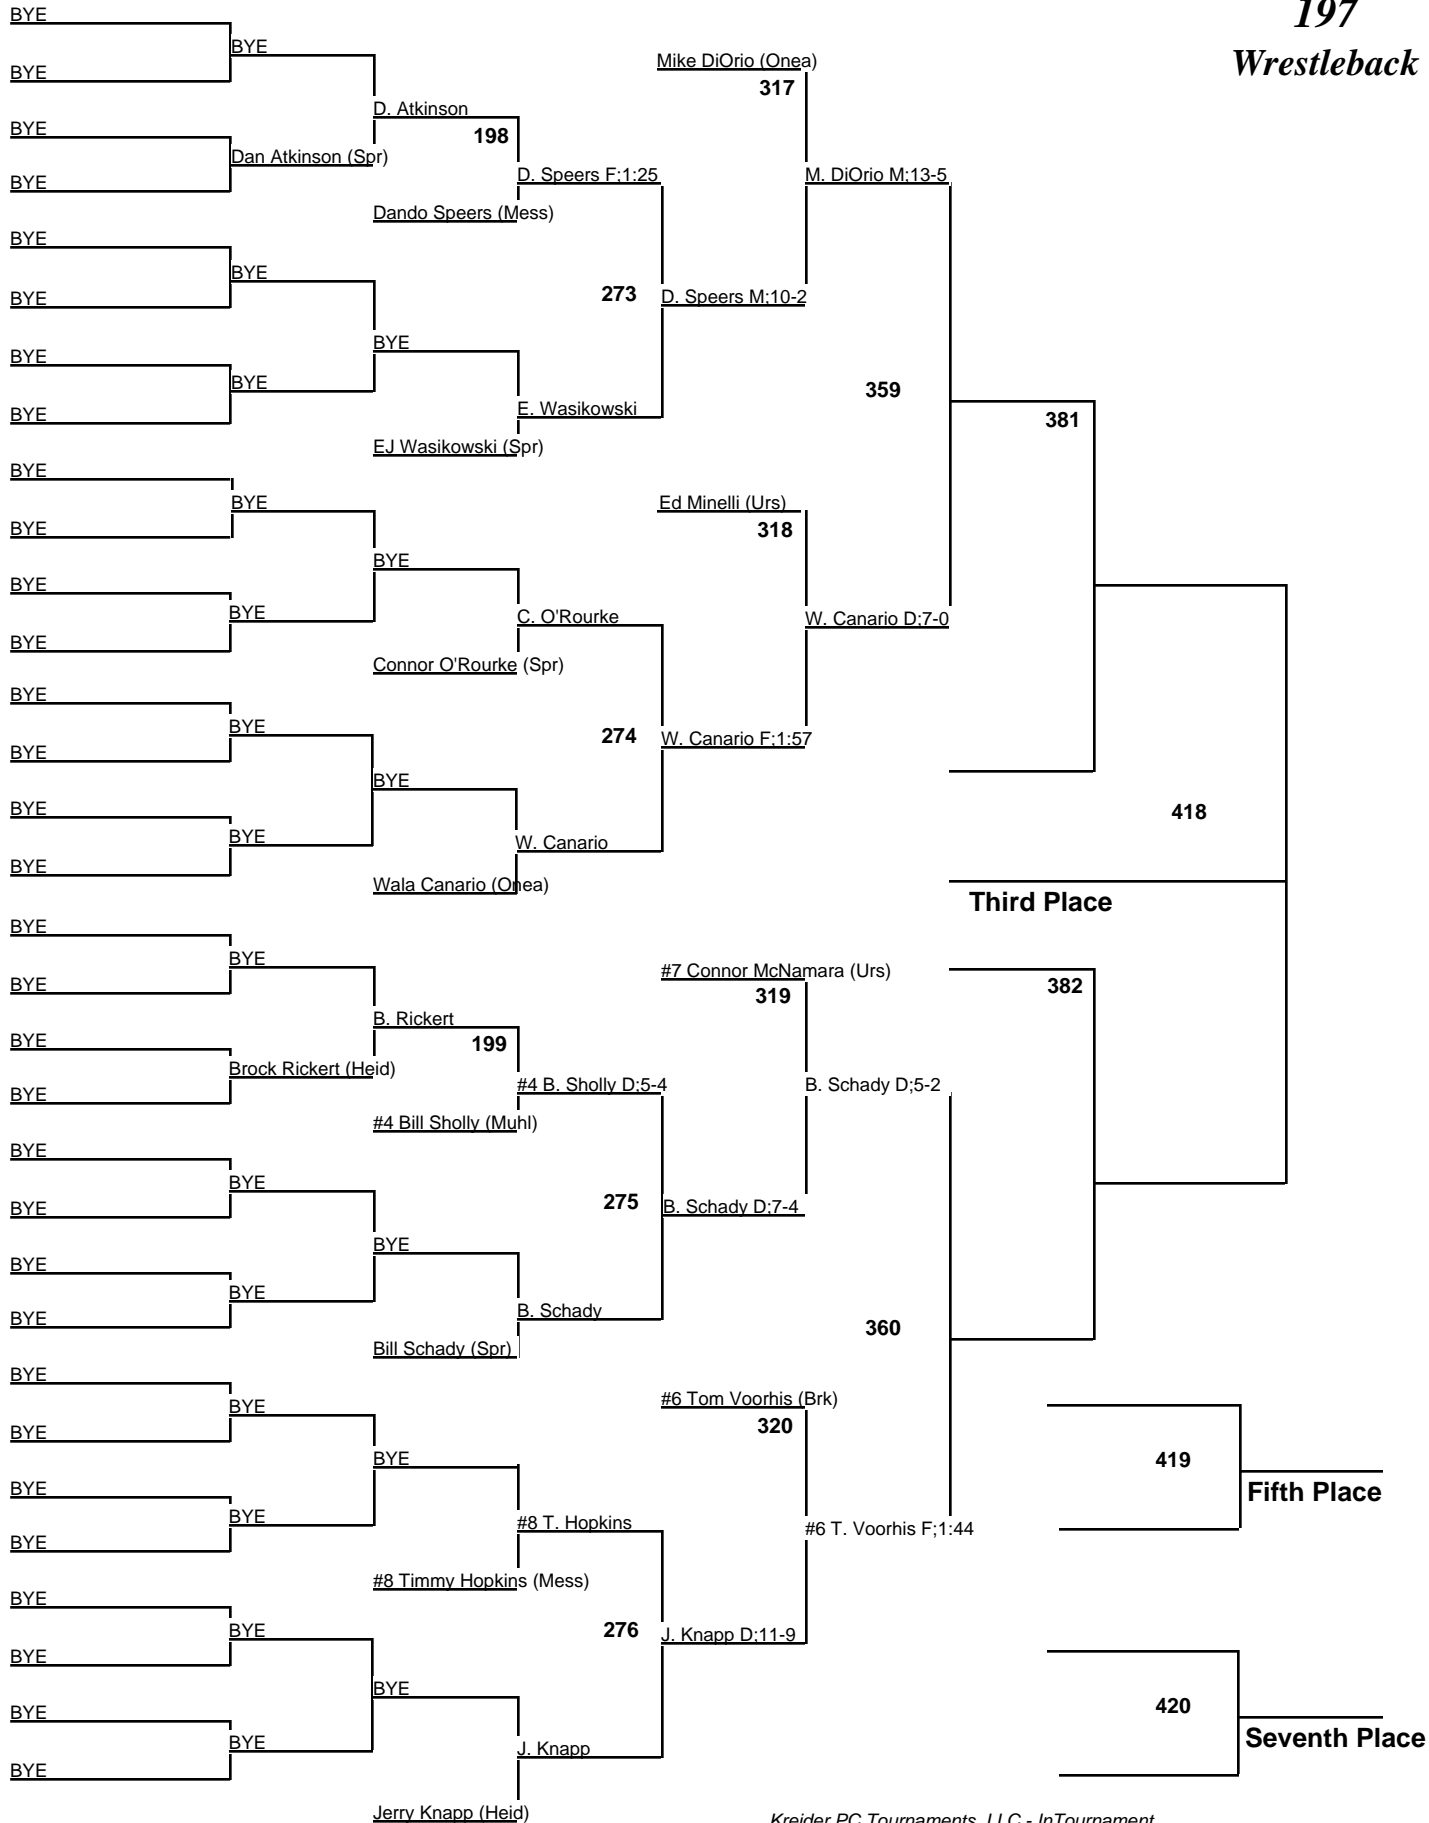 197
Wrestleback
BYE
BYE
BYE
Mike DiOrio (Onea)
BYE
317
D. Atkinson
BYE
198
Dan Atkinson (Spr)
D. Speers F;1:25
M. DiOrio M;13-5
BYE
Dando Speers (Mess)
BYE
BYE
273
D. Speers M;10-2
BYE
BYE
BYE
BYE
359
E. Wasikowski
BYE
381
EJ Wasikowski (Spr)
BYE
BYE
Ed Minelli (Urs)
BYE
318
BYE
BYE
BYE
C. O'Rourke
W. Canario D;7-0
BYE
Connor O'Rourke (Spr)
BYE
BYE
274
W. Canario F;1:57
BYE
BYE
BYE
418
BYE
W. Canario
BYE
Wala Canario (Onea)
Third Place
BYE
BYE
#7 Connor McNamara (Urs)
BYE
319
382
B. Rickert
BYE
199
Brock Rickert (Heid)
#4 B. Sholly D;5-4
B. Schady D;5-2
BYE
#4 Bill Sholly (Muhl)
BYE
BYE
275
B. Schady D;7-4
BYE
BYE
BYE
BYE
B. Schady
BYE
360
Bill Schady (Spr)
BYE
BYE
#6 Tom Voorhis (Brk)
BYE
320
BYE
419
BYE
Fifth Place
BYE
#8 T. Hopkins
#6 T. Voorhis F;1:44
BYE
#8 Timmy Hopkins (Mess)
BYE
BYE
276
J. Knapp D;11-9
BYE
BYE
420
BYE
BYE
J. Knapp
Seventh Place
BYE
Jerry Knapp (Heid)
Kreider PC Tournaments, LLC - InTournament